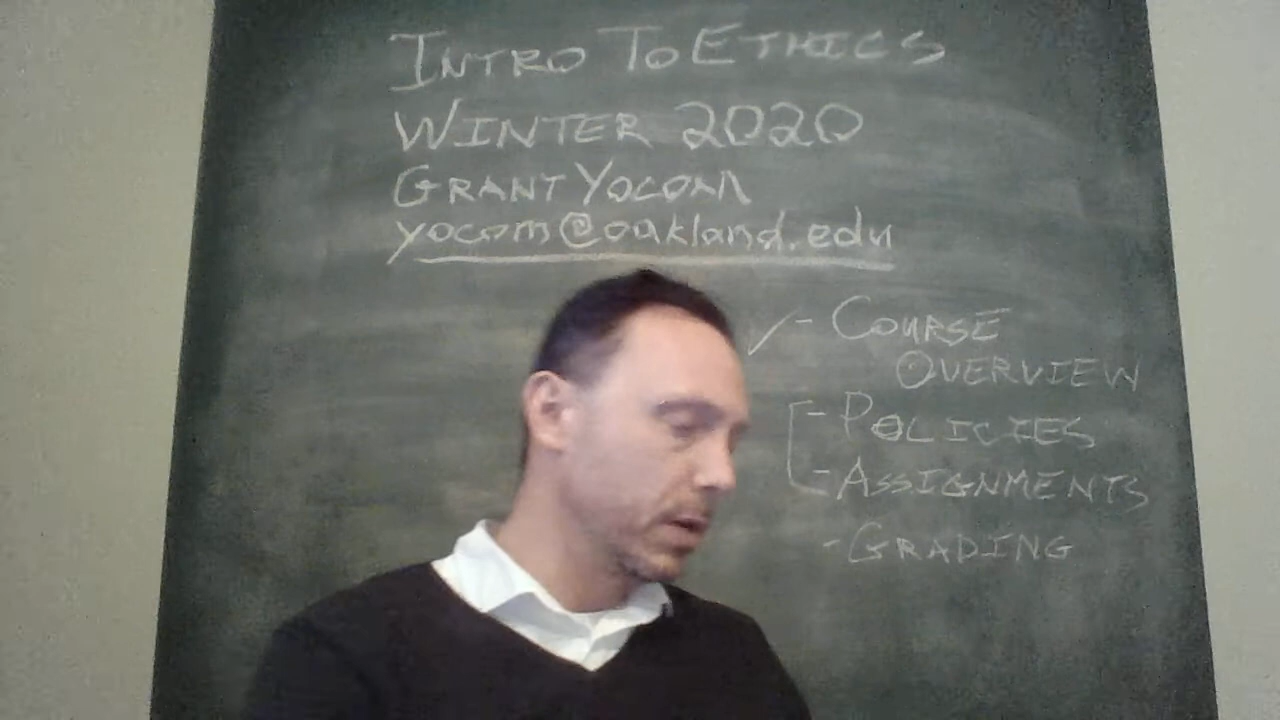 INTRO TO ETHICS
WINTER 2020
GRANT YOCOM
yocom@oakland.edu
✓ - COURSE
OVERVIEW
- POLICIES
- ASSIGNMENTS
- GRADING